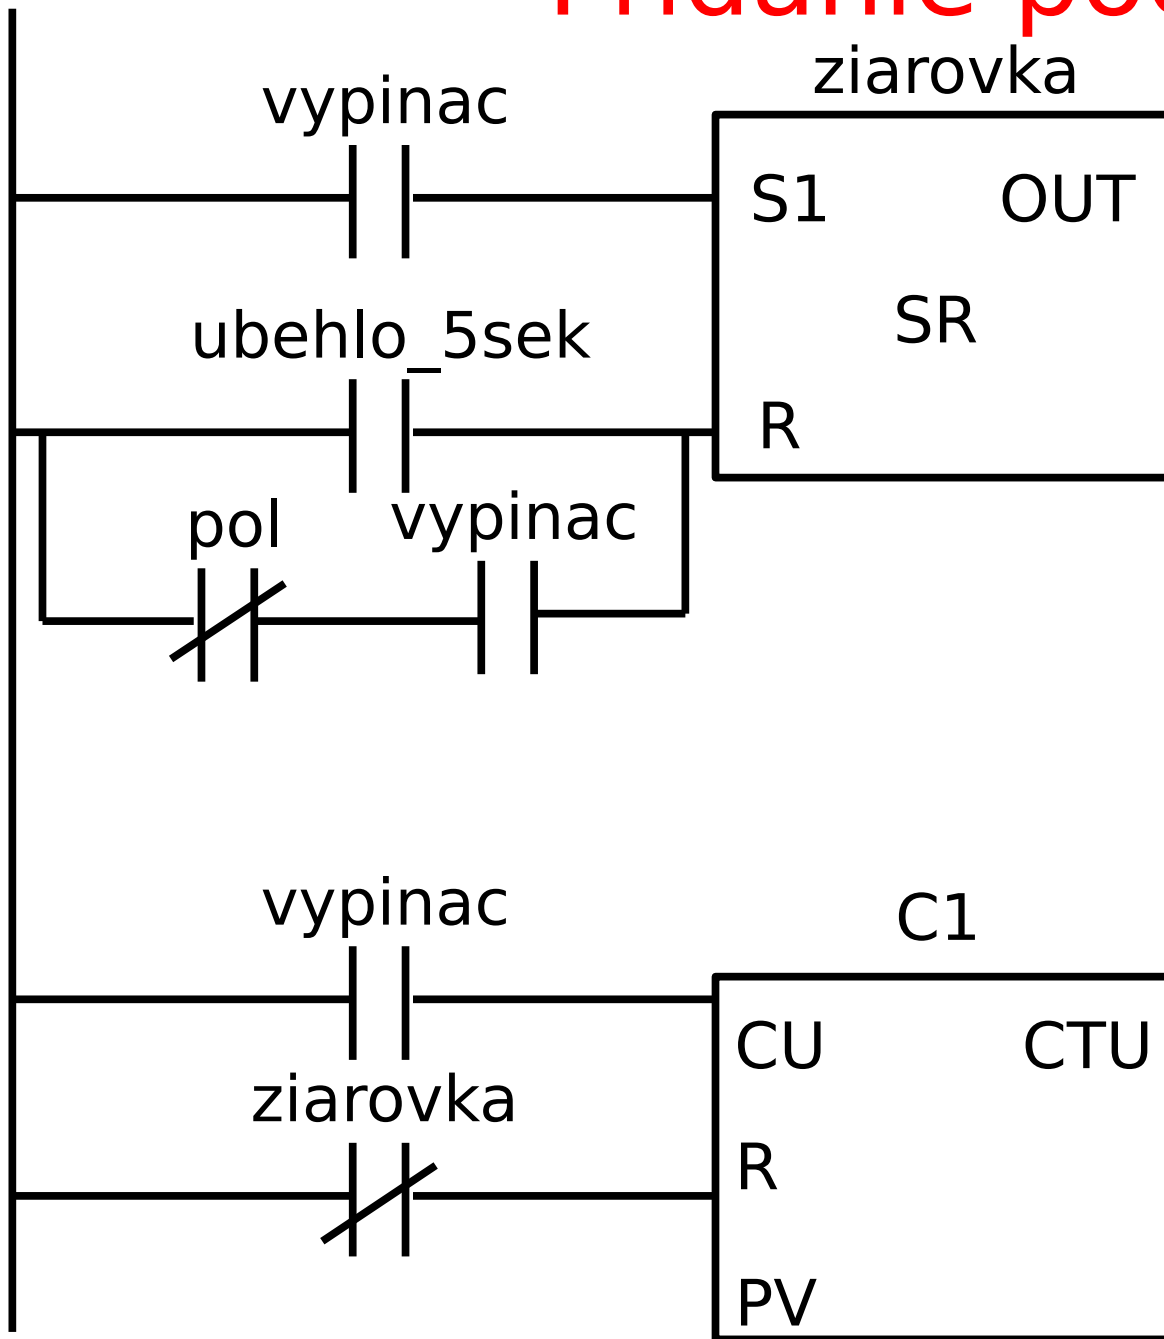 ziarovka
vypinac
S1 OUT
SR
ubehlo_5sek
R
pol vypinac
vypinac
C1
CU CTU
ziarovka
R
PV